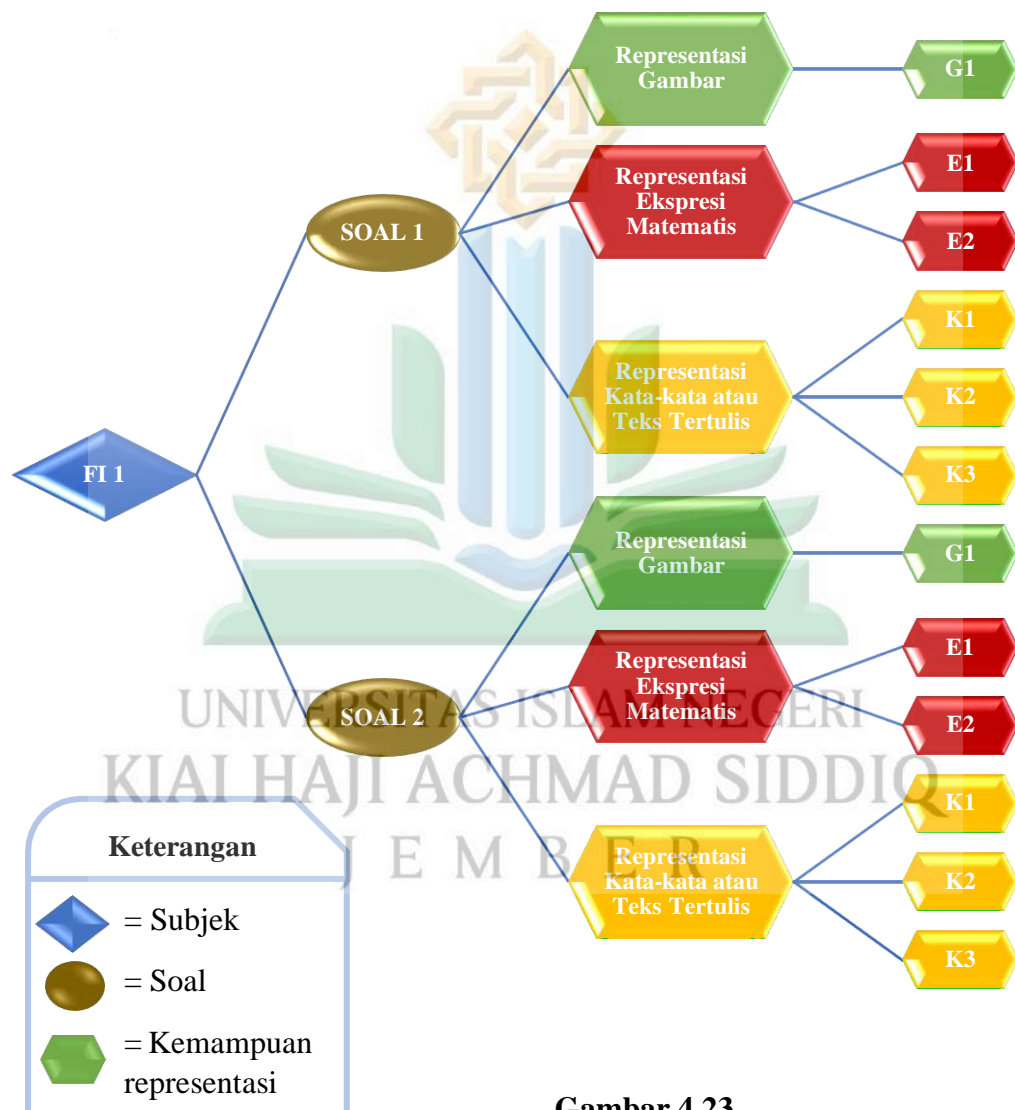 Representasi
Gambar
G1
Representasi
Ekspresi
Matematis
E1
E2
SOAL 1
Representasi
Kata-kata atau
Teks Tertulis
K1
K2
K3
FI 1
Representasi
Gambar
G1
Representasi
Ekspresi
Matematis
E1
E2
SOAL 2
Representasi
Kata-kata atau
Teks Tertulis
K1
K2
K3
UNIVERSITAS ISLAM NEGERI
KIAI HAJI ACHMAD SIDDIQ
JEMBER
Keterangan
= Subjek
= Soal
= Kemampuan
representasi
Gambar 4.23